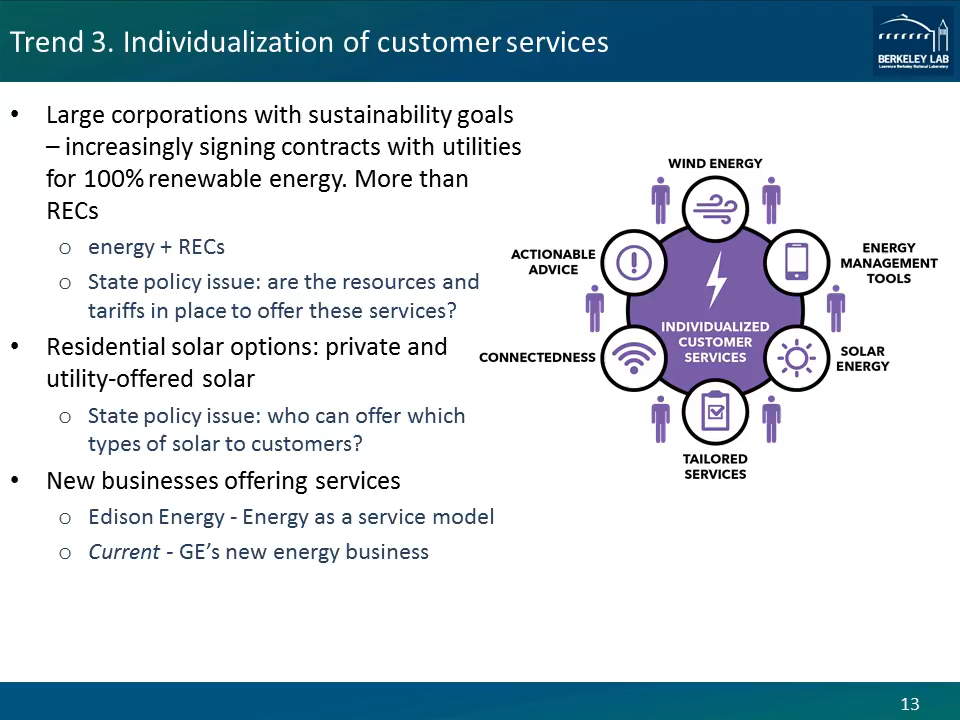 Trend 3. Individualization of customer services
BERKELEY LAB
Lawrence Berkeley National Laboratory
• Large corporations with sustainability goals
– increasingly signing contracts with utilities
for 100% renewable energy. More than
RECs
o energy + RECs
o State policy issue: are the resources and
tariffs in place to offer these services?
• Residential solar options: private and
utility-offered solar
o State policy issue: who can offer which
types of solar to customers?
• New businesses offering services
o Edison Energy - Energy as a service model
o Current - GE's new energy business
WIND ENERGY
ACTIONABLE
ADVICE
ENERGY
MANAGEMENT
TOOLS
INDIVIDUALIZED
CUSTOMER
SERVICES
CONNECTEDNESS
SOLAR
ENERGY
TAILORED
SERVICES
13